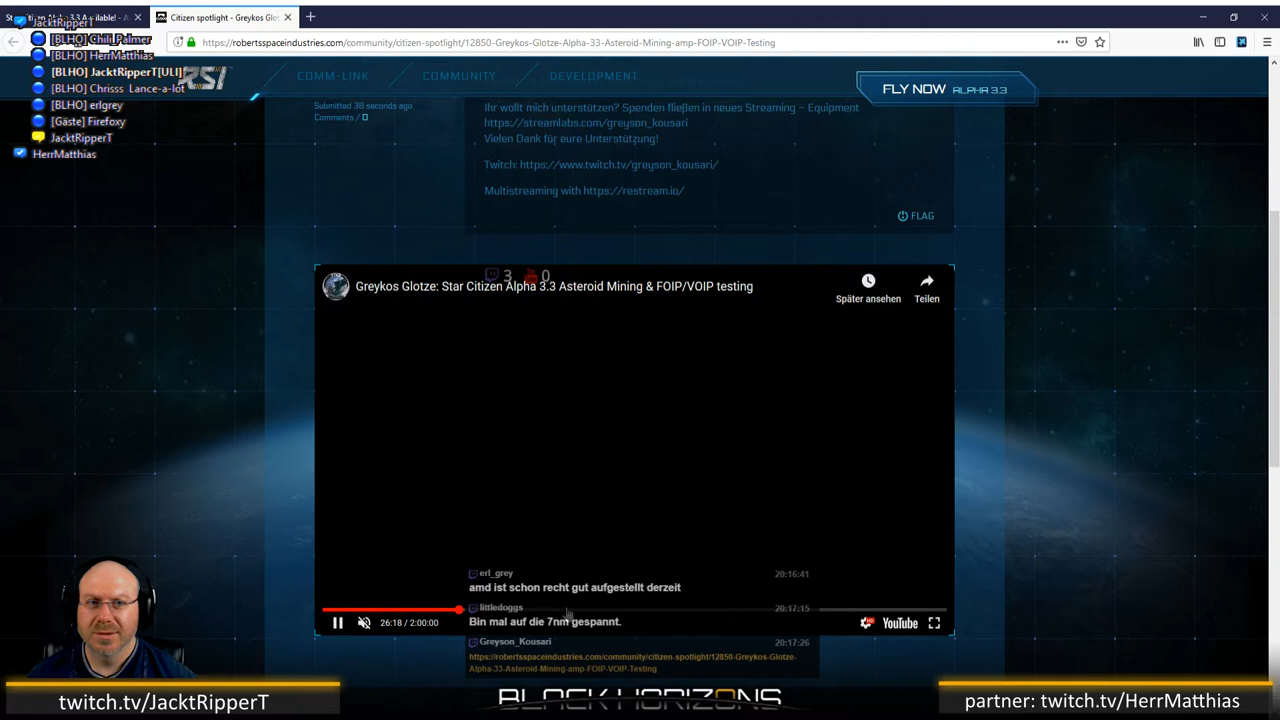 Citizen spotlight - Greykos Glot
JacktRipperT
[BLHO] Chili_Palmer
[BLHO] HerrMatthias
[BLHO] JacktRipperT[ULI]
[BLHO] Chrisss_Lance-a-lot
[BLHO] erlgrey
[Gäste] Firefoxy
JacktRipperT
HerrMatthias
https://robertsspaceindustries.com/community/citizen-spotlight/12850-Greykos-Glotze-Alpha-33-Asteroid-Mining-amp-FOIP-VOIP-Testing
RSI
COMM-LINK
COMMUNITY
DEVELOPMENT
FLY NOW ALPHA 3.3
Submitted 38 seconds ago
Comments / 0
Ihr wollt mich unterstützen? Spenden fließen in neues Streaming - Equipment
https://streamlabs.com/greyson_kousari
Vielen Dank für eure Unterstützung!
Twitch: https://www.twitch.tv/greyson_kousari/
Multistreaming with https://restream.io/
FLAG
3 0
Greykos Glotze: Star Citizen Alpha 3.3 Asteroid Mining & FOIP/VOIP testing
Später ansehen
Teilen
erl_grey 20:16:41
amd ist schon recht gut aufgestellt derzeit
littledoggs 20:17:15
Bin mal auf die 7nm gespannt.
26:18 / 2:00:00
YouTube
Greyson_Kousari 20:17:26
https://robertsspaceindustries.com/community/citizen-spotlight/12850-Greykos-Glotze-
Alpha-33-Asteroid-Mining-amp-FOIP-VOIP-Testing
BLACK HORIZONS
twitch.tv/JacktRipperT
partner: twitch.tv/HerrMatthias